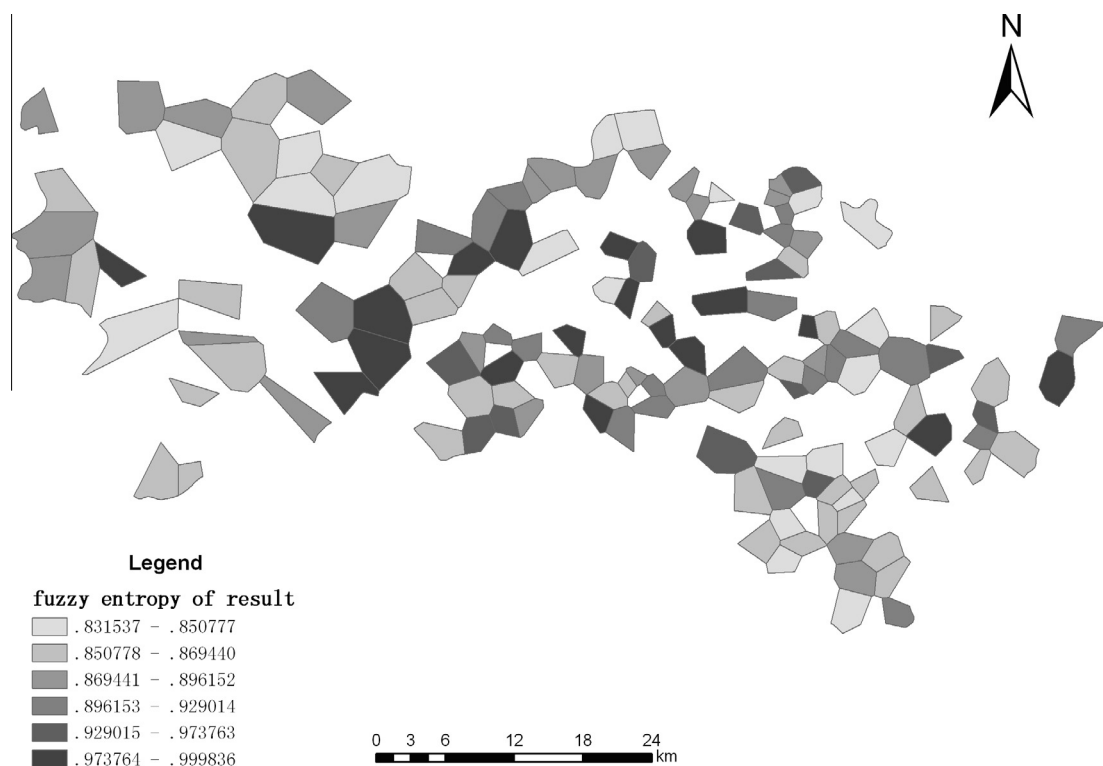 N
Legend
fuzzy entropy of result
.831537 - .850777
.850778 - .869440
.869441 - .896152
.896153 - .929014
.929015 - .973763
.973764 - .999836
0 3 6 12 18 24
km